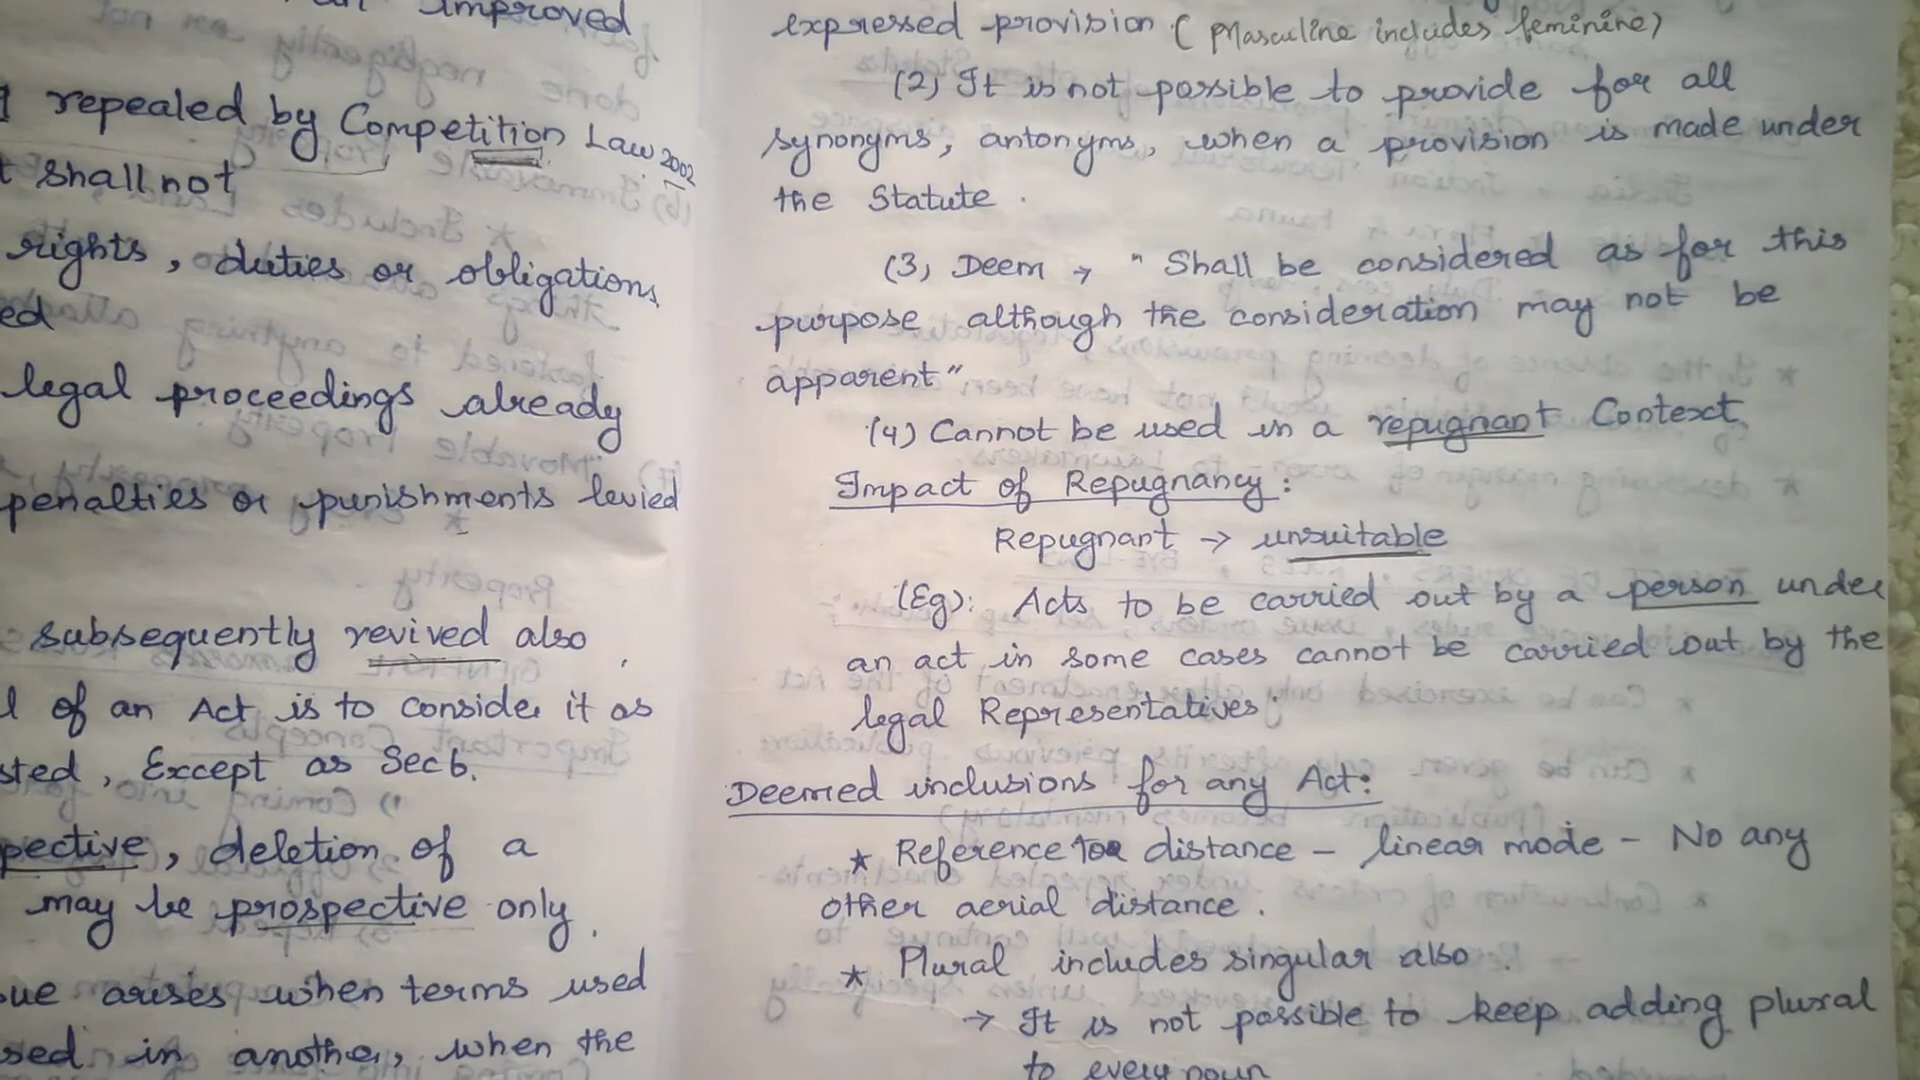 improved
repealed by Competition Law 2002
shall not
rights, duties or obligations
ed
legal proceedings already
penalties or punishments levied
subsequently revived also.
l of an Act is to consider it as
sted, Except as Sec 6.
pective, deletion of a
may be prospective only.
ue arises when terms used
sed in another, when the
expressed provision (Masculine includes feminine)
(2) It is not possible to provide for all
synonyms, antonyms, when a provision is made under
the Statute.
(3) Deem → "Shall be considered as for this
purpose although the consideration may not be
apparent"
(4) Cannot be used in a repugnant Context
Impact of Repugnancy:
Repugnant → unsuitable
(Eg): Acts to be carried out by a person under
an act in some cases cannot be carried out by the
legal Representatives.
Deemed inclusions for any Act:
* Reference to distance – linear mode – No any
other aerial distance.
* Plural includes singular also.
→ It is not possible to keep adding plural
to every noun